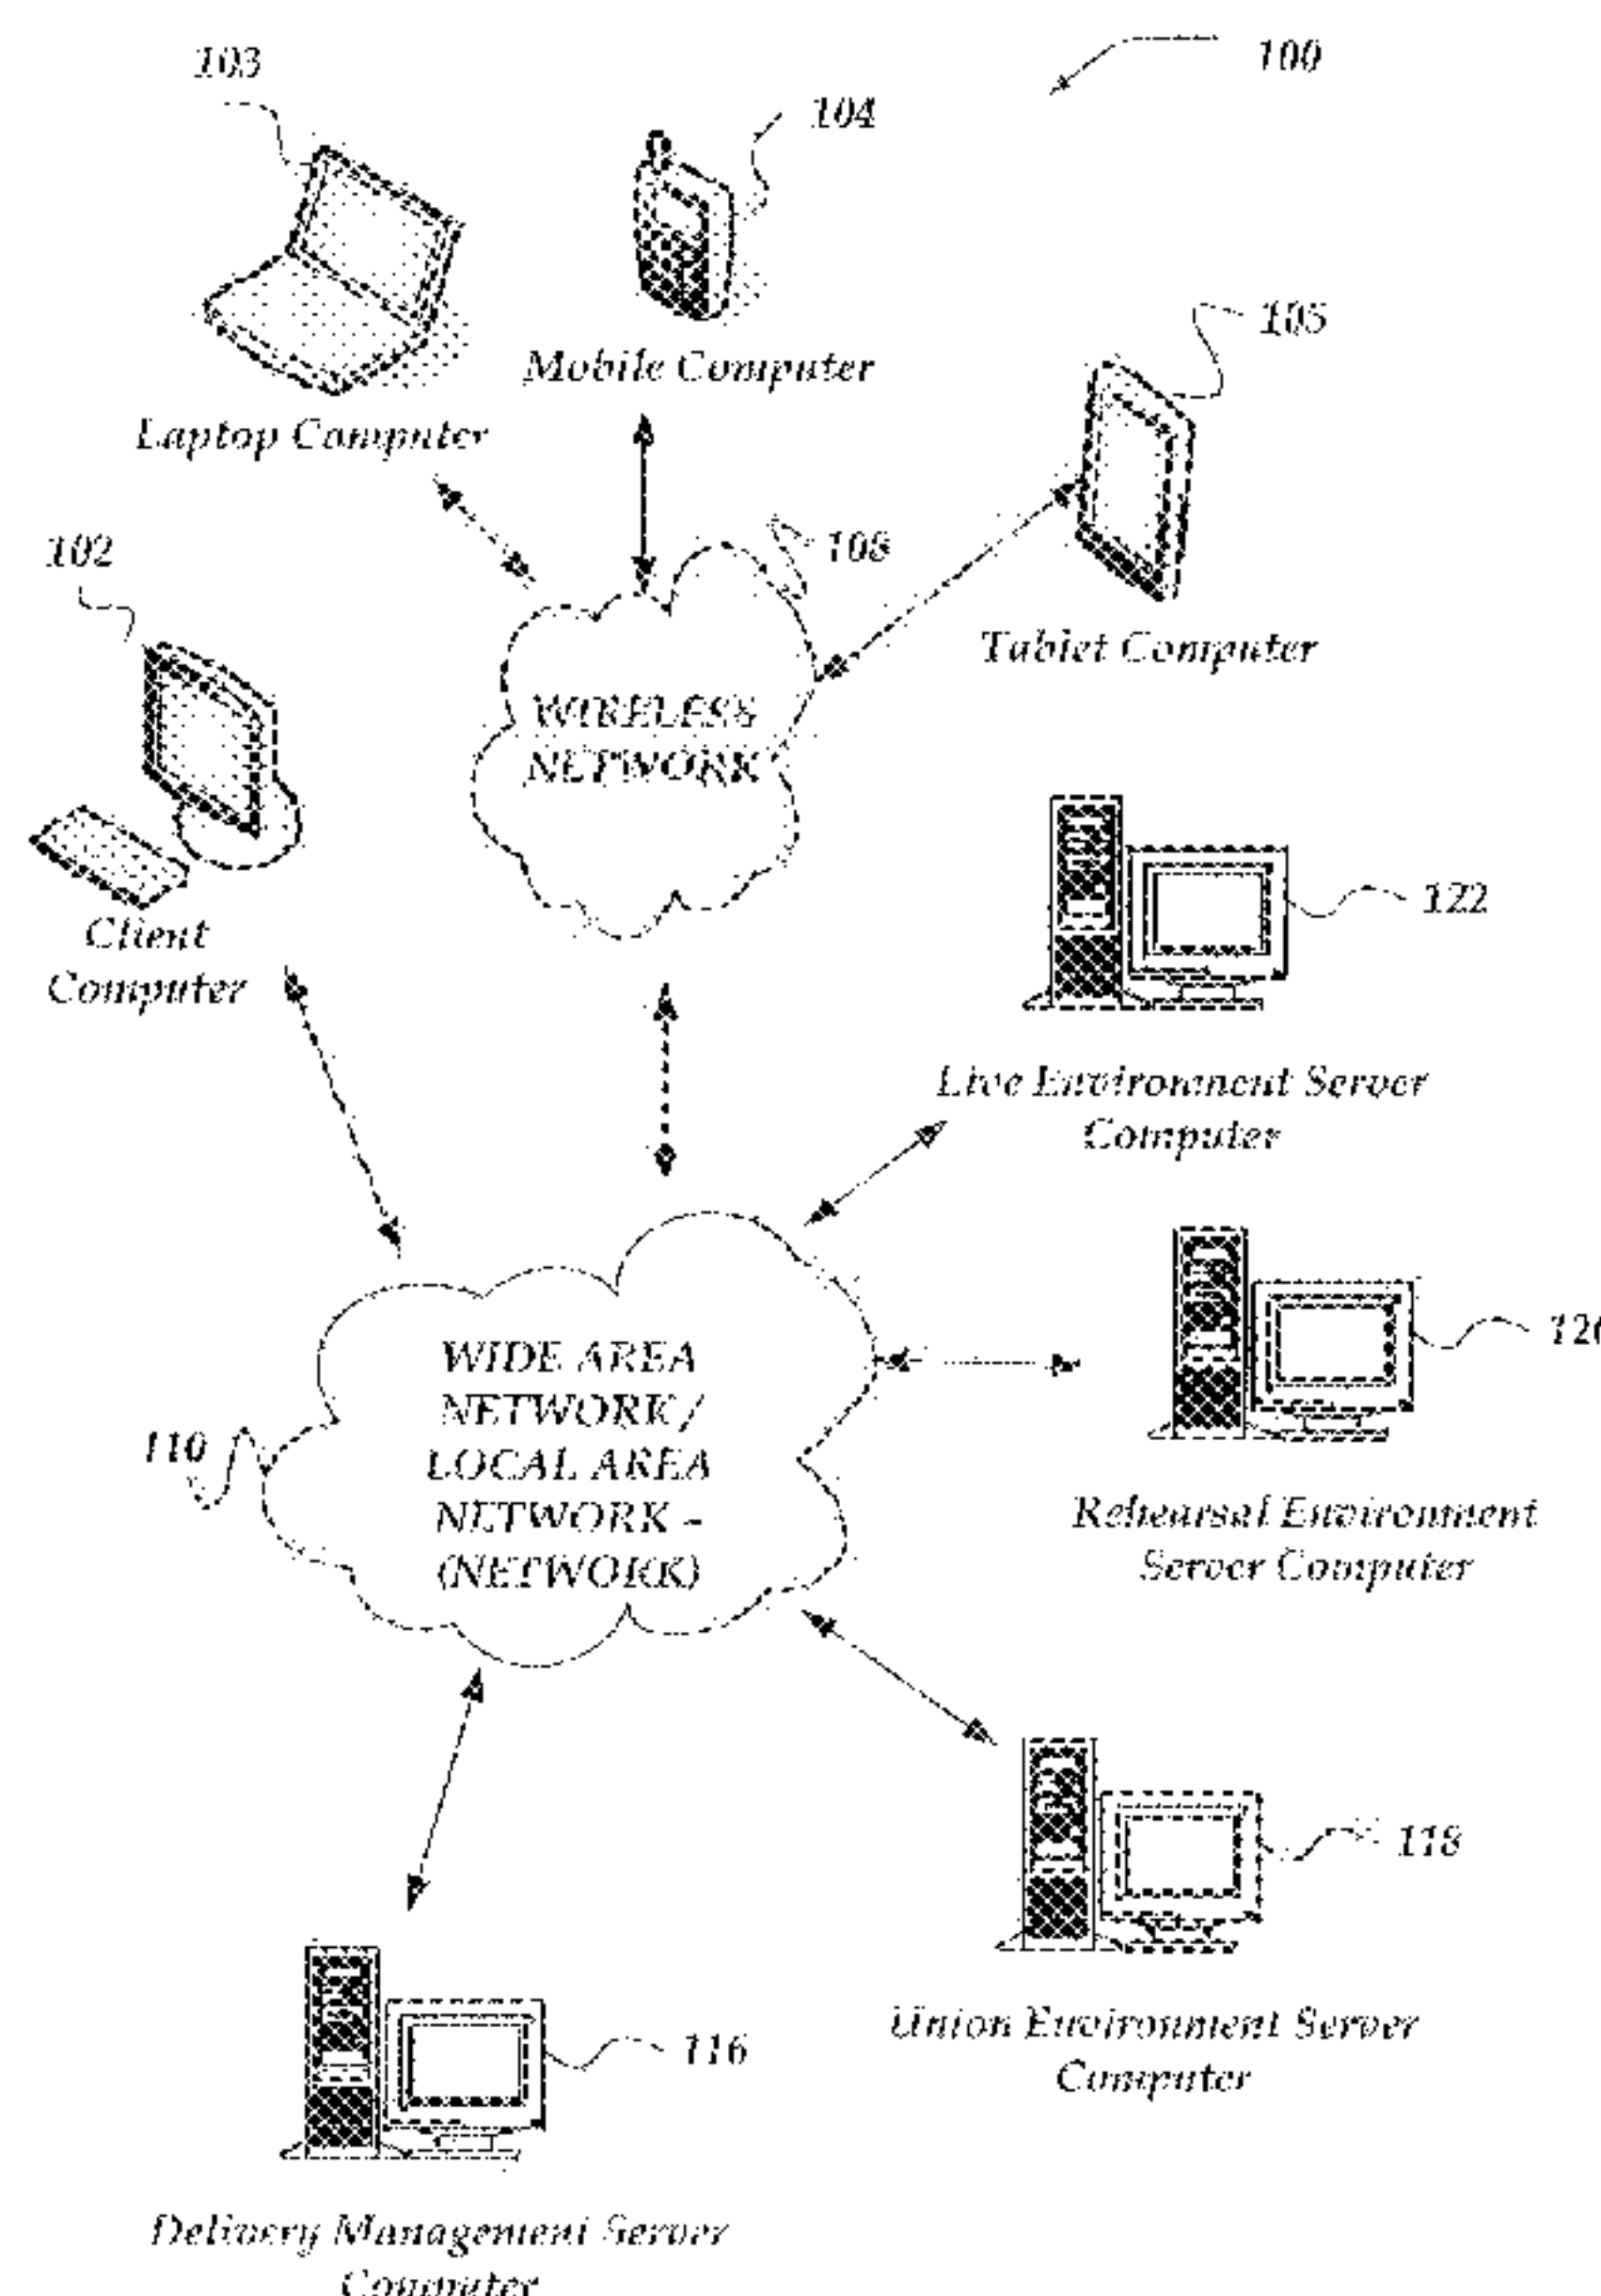 103
100
104
105
Mobile Computer
Laptop Computer
102
108
Tablet Computer
WIRELESS
NETWORK
122
Client
Computer
Live Environment Server
Computer
WIDE AREA
NETWORK/
LOCAL AREA
NETWORK –
(NETWORK)
120
110
Rehearsal Environment
Server Computer
118
Union Environment Server
Computer
116
Delivery Management Server
Computer